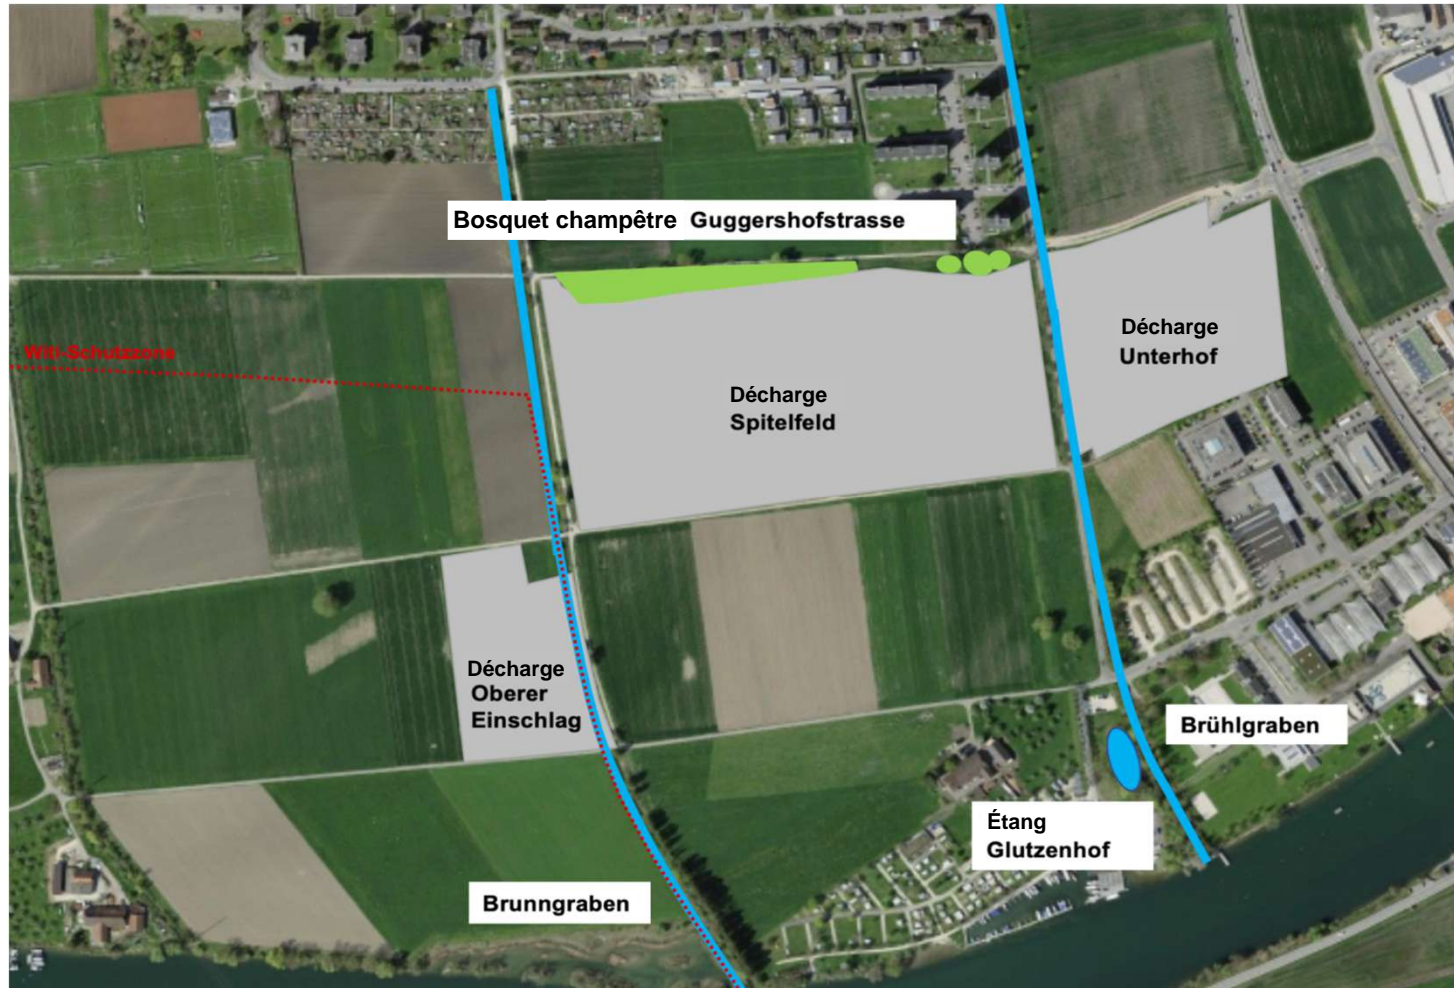 Bosquet champêtre Guggershofstrasse
Witi-Schutzzone
Décharge
Unterhof
Décharge
Spitelfeld
Décharge
Oberer
Einschlag
Brühlgraben
Étang
Glutzenhof
Brunngraben